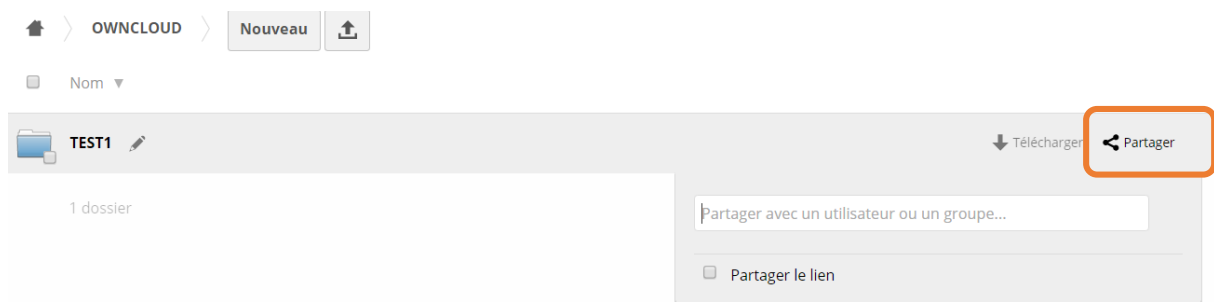 OWNCLOUD Nouveau
Nom
TEST1 Télécharger Partager
1 dossier
Partager avec un utilisateur ou un groupe...
Partager le lien